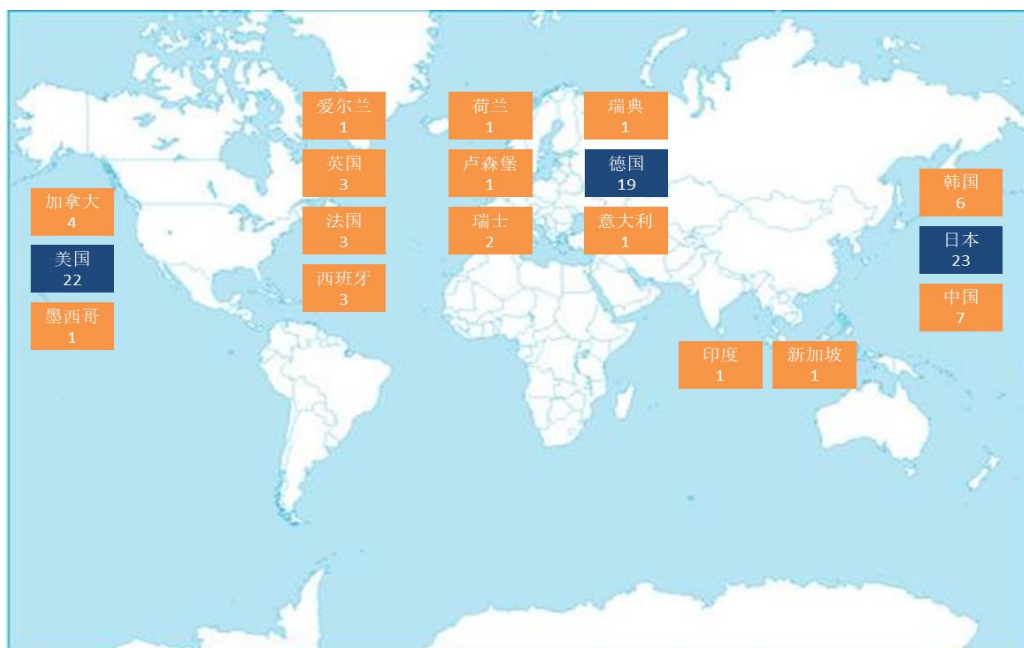 加拿大
4
美国
22
墨西哥
1
爱尔兰
1
英国
3
法国
3
西班牙
3
荷兰
1
卢森堡
1
瑞士
2
瑞典
1
德国
19
意大利
1
印度
1
新加坡
1
韩国
6
日本
23
中国
7